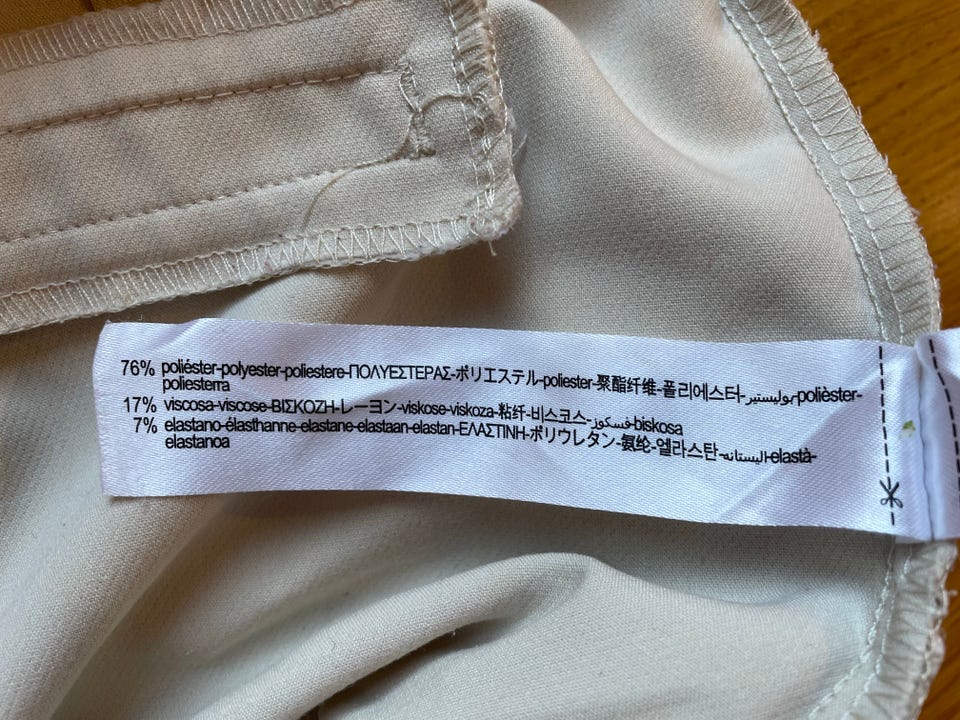 76% poliéster-polyester-poliestere-ΠΟΛΥΕΣΤΕΡΑΣ-ポリエステル-poliester-聚酯纤维-폴리에스터-بوليستير-polièster-
poliesterra
17% viscosa-viscose-ΒΙΣΚΟΖΗ-レーヨン-viskose-viskoza-粘纤-비스코스-فسكوز-biskosa
7% elastano-élasthanne-elastane-elastaan-elastan-ΕΛΑΣΤΙΝΗ-ポリウレタン-氨纶-엘라스탄-اليستانه-elastà-
elastanoa